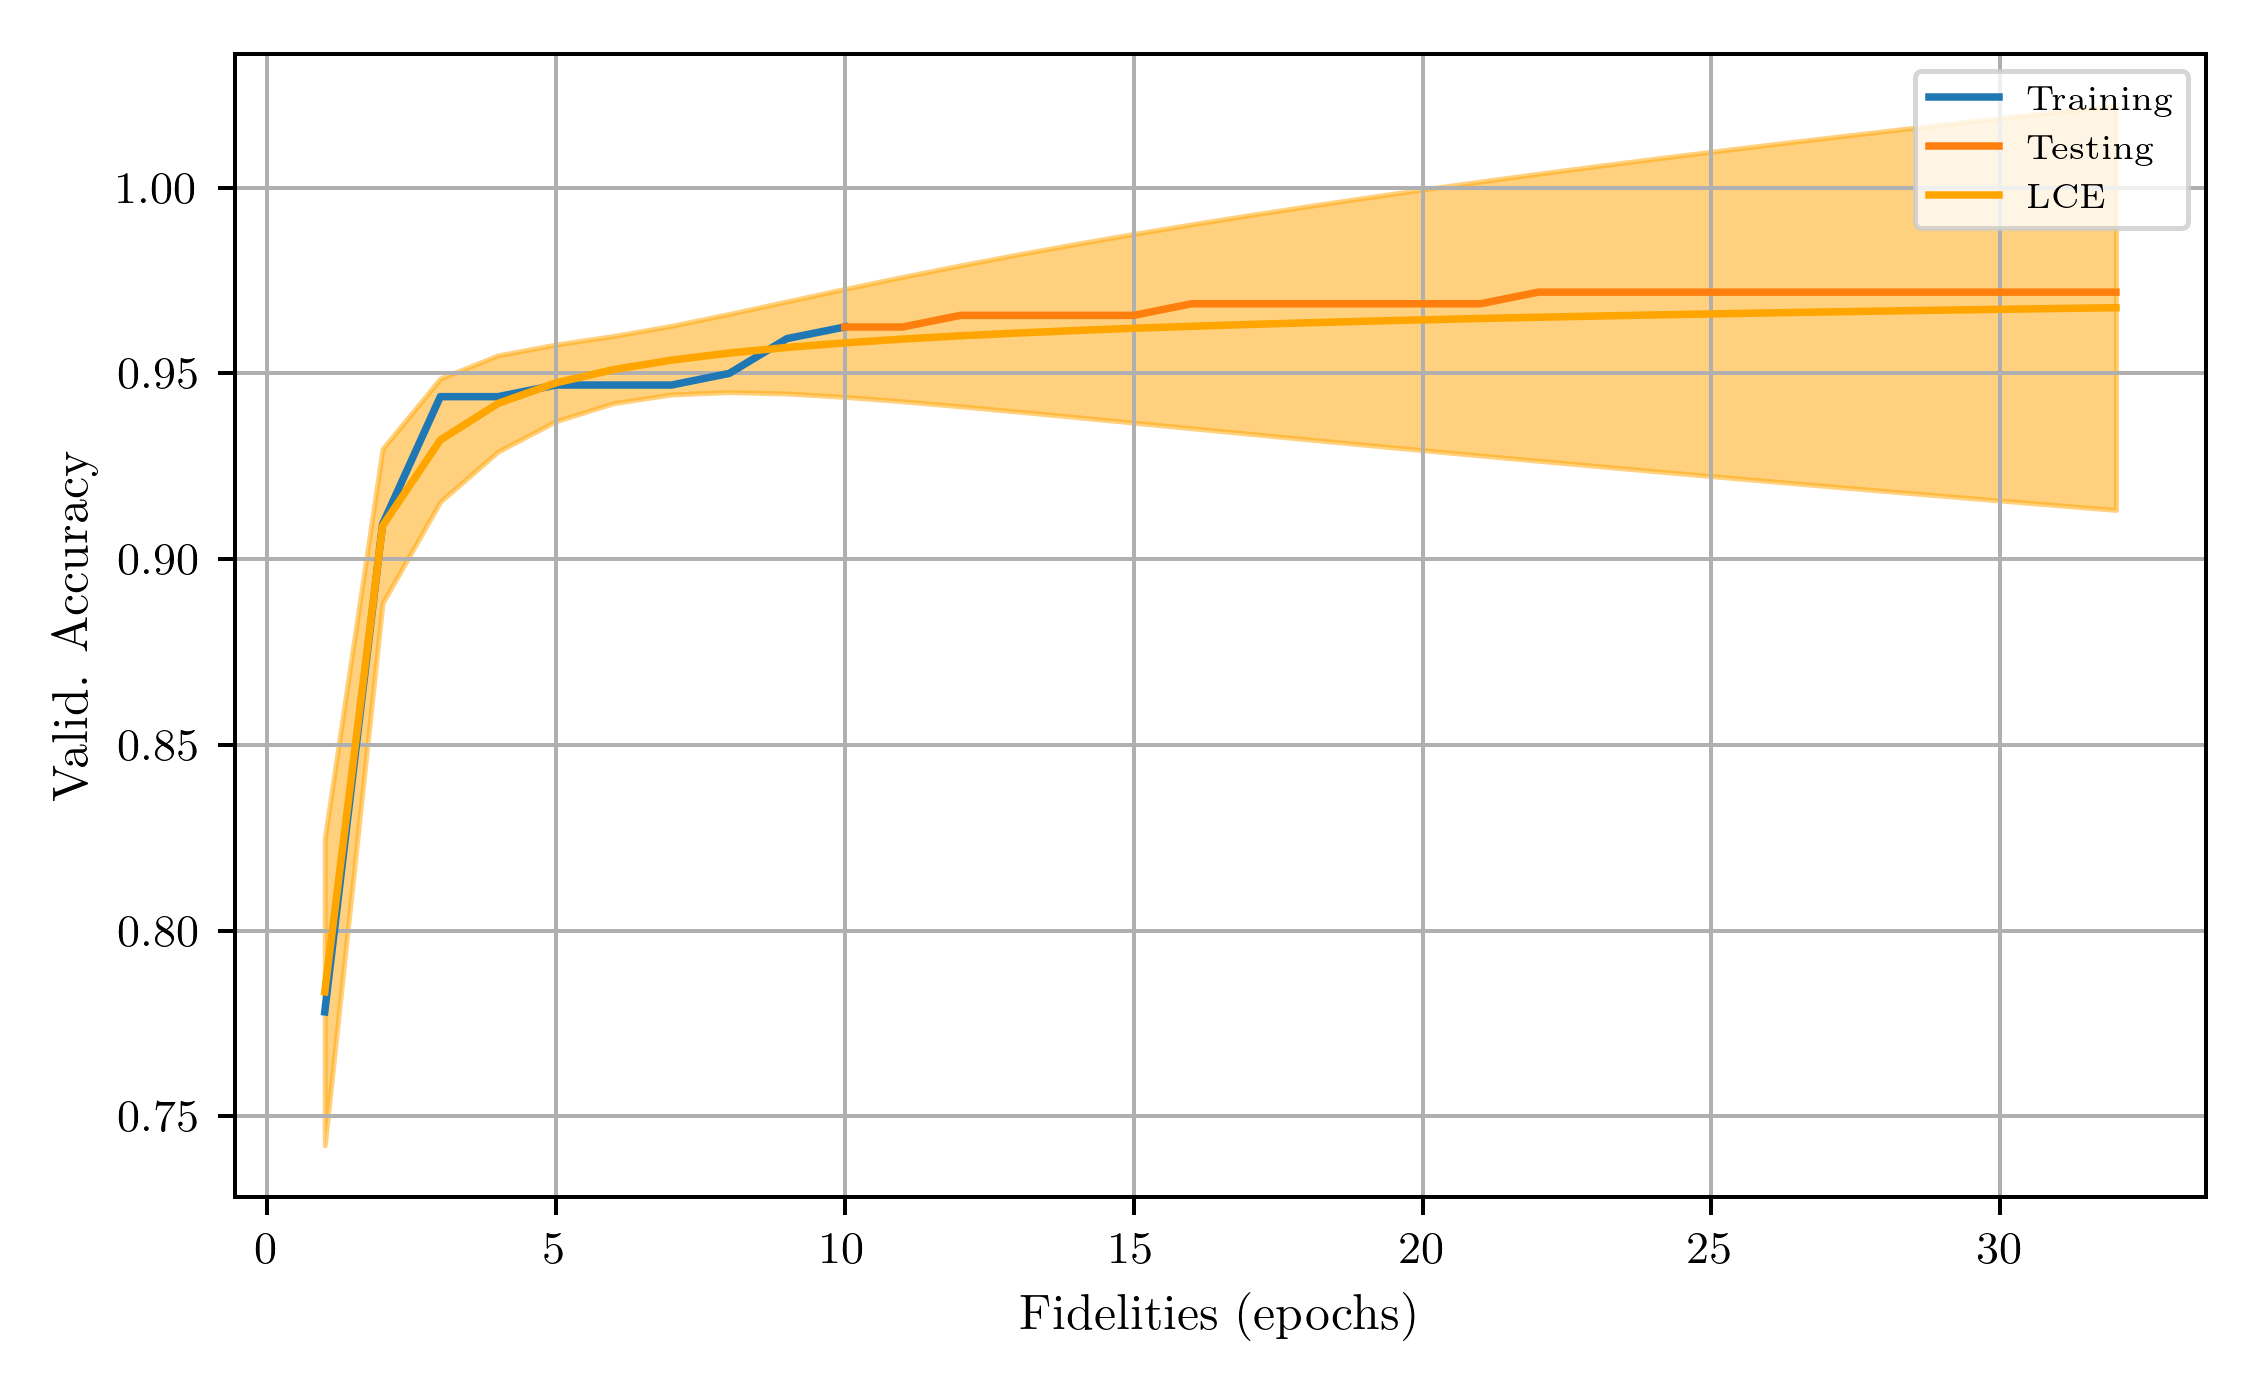 Training
Testing
LCE
1.00
0.95
0.90
0.85
0.80
0.75
Valid. Accuracy
0 5 10 15 20 25 30
Fidelities (epochs)